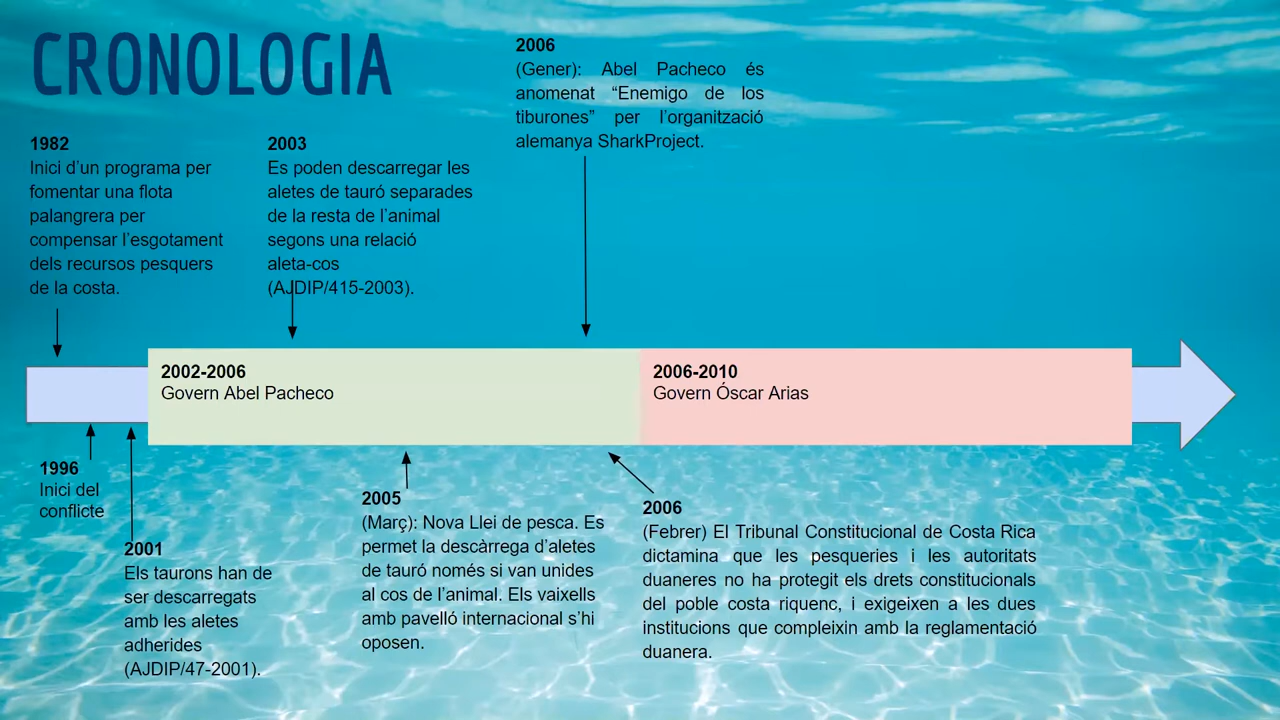 CRONOLOGIA
1982
Inici d’un programa per
fomentar una flota
palangrera per
compensar l’esgotament
dels recursos pesquers
de la costa.
2003
Es poden descarregar les
aletes de tauró separades
de la resta de l’animal
segons una relació
aleta-cos
(AJDIP/415-2003).
2006
(Gener): Abel Pacheco és
anomenat “Enemigo de los
tiburones” per l’organització
alemanya SharkProject.
2002-2006
Govern Abel Pacheco
2006-2010
Govern Óscar Arias
1996
Inici del
conflicte
2001
Els taurons han de
ser descarregats
amb les aletes
adherides
(AJDIP/47-2001).
2005
(Març): Nova Llei de pesca. Es
permet la descàrrega d’aletes
de tauró només si van unides
al cos de l’animal. Els vaixells
amb pavelló internacional s’hi
oposen.
2006
(Febrer) El Tribunal Constitucional de Costa Rica
dictamina que les pesqueries i les autoritats
duaneres no ha protegit els drets constitucionals
del poble costa riquenc, i exigeixen a les dues
institucions que compleixin amb la reglamentació
duanera.